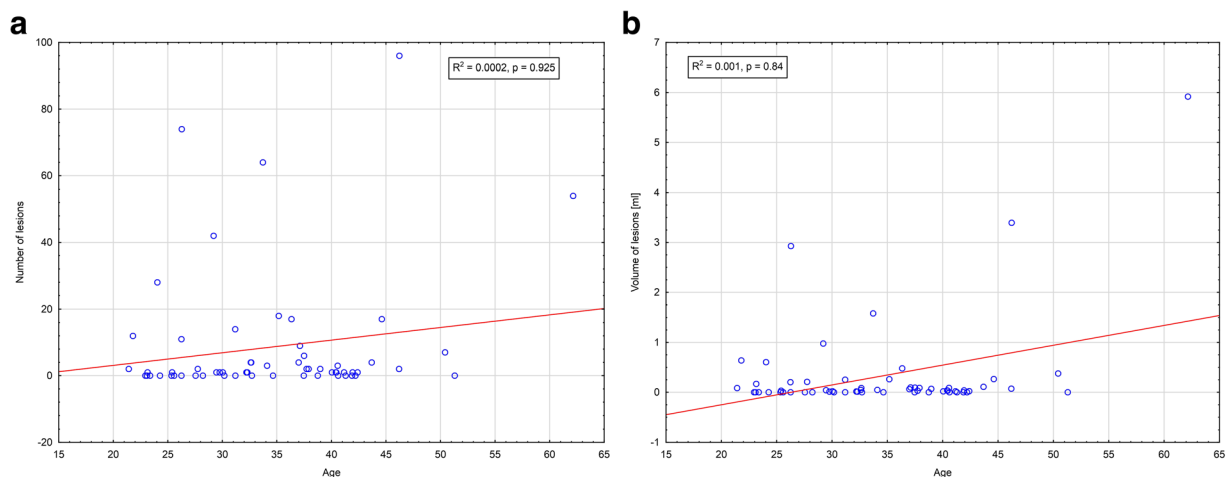 a
R² = 0.0002, p = 0.925
Number of lesions
100
80
60
40
20
0
-20
15 20 25 30 35 40 45 50 55 60 65
Age
b
R² = 0.001, p = 0.84
Volume of lesions [ml]
7
6
5
4
3
2
1
0
-1
15 20 25 30 35 40 45 50 55 60 65
Age